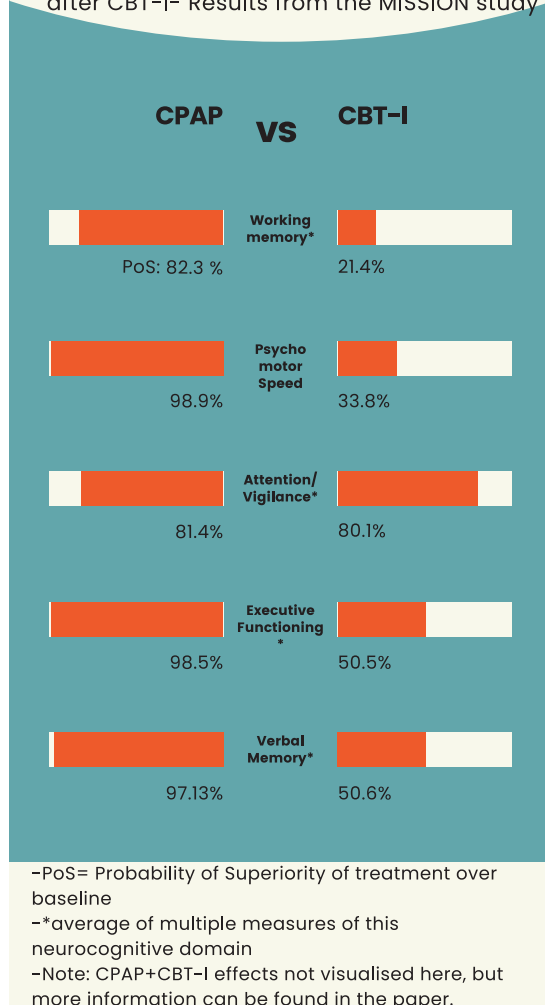 after CBT-I- Results from the MISSION study
CPAP
vs
CBT-I
Working
memory*
PoS: 82.3 %
21.4%
Psycho
motor
Speed
98.9%
33.8%
Attention/
Vigilance*
81.4%
80.1%
Executive
Functioning
*
98.5%
50.5%
Verbal
Memory*
97.13%
50.6%
-PoS= Probability of Superiority of treatment over
baseline
-*average of multiple measures of this
neurocognitive domain
-Note: CPAP+CBT-I effects not visualised here, but
more information can be found in the paper.